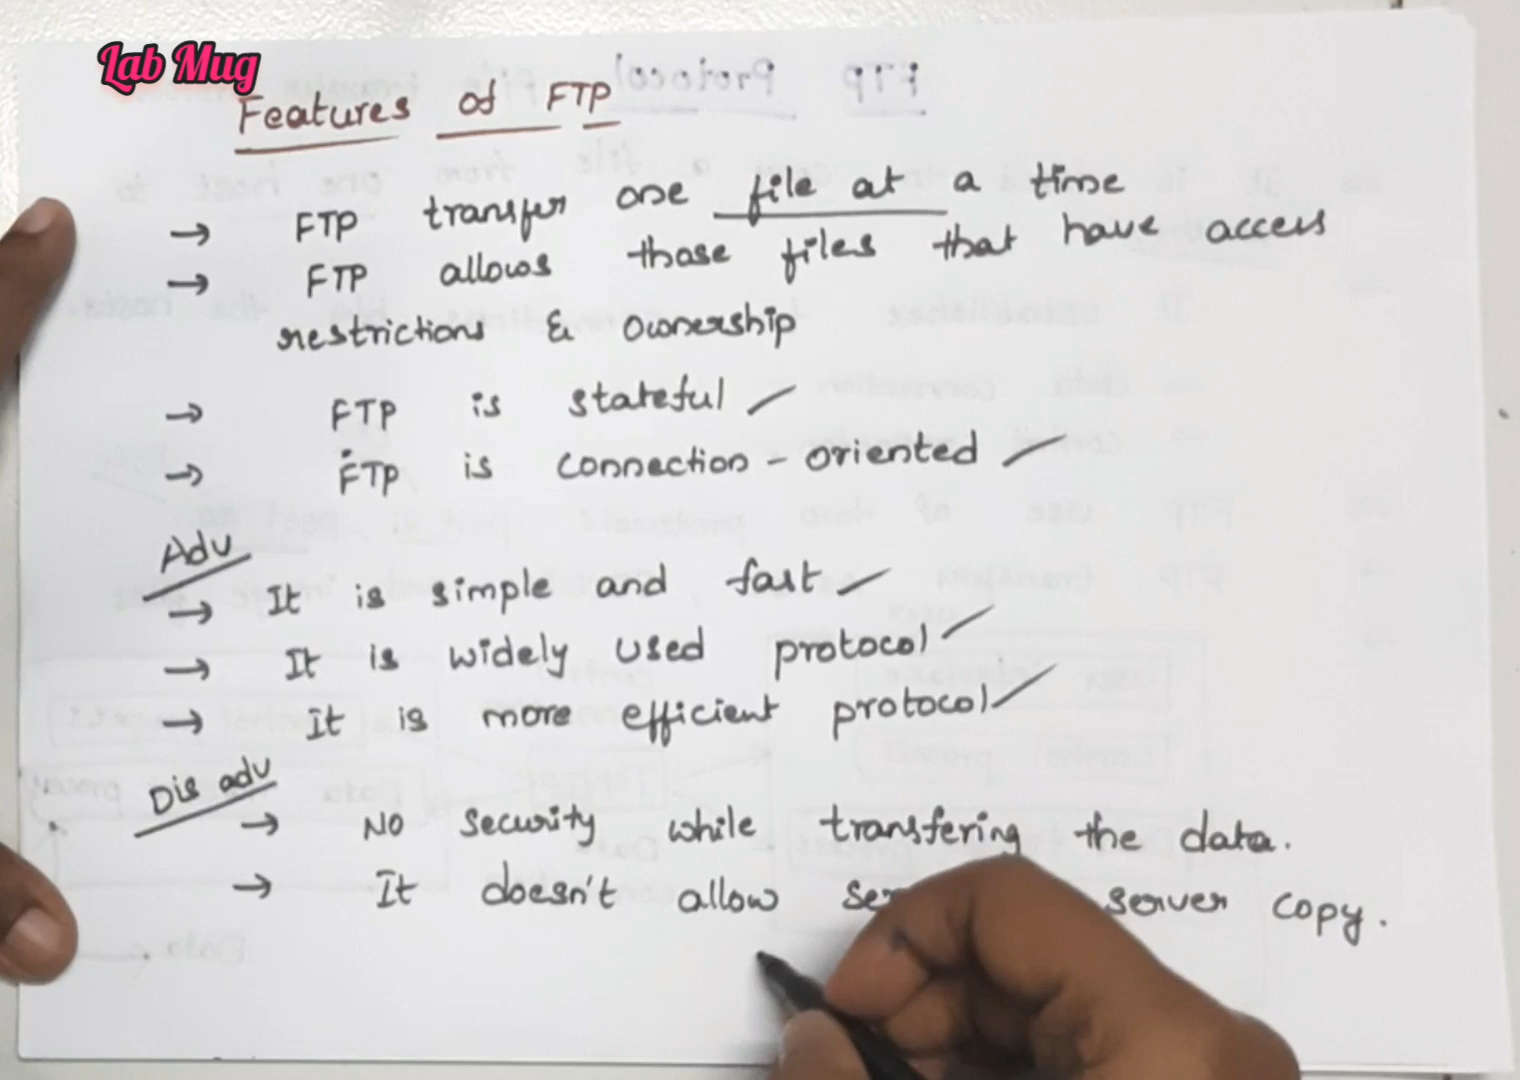 Lab Mug
Features of FTP
→ FTP transfer one file at a time
→ FTP allows those files that have access
restrictions & ownership
→ FTP is stateful
→ FTP is connection - oriented
Adv
→ It is simple and fast
→ It is widely used protocol
→ It is more efficient protocol
Dis adv
→ No security while transfering the data.
→ It doesn't allow server copy.